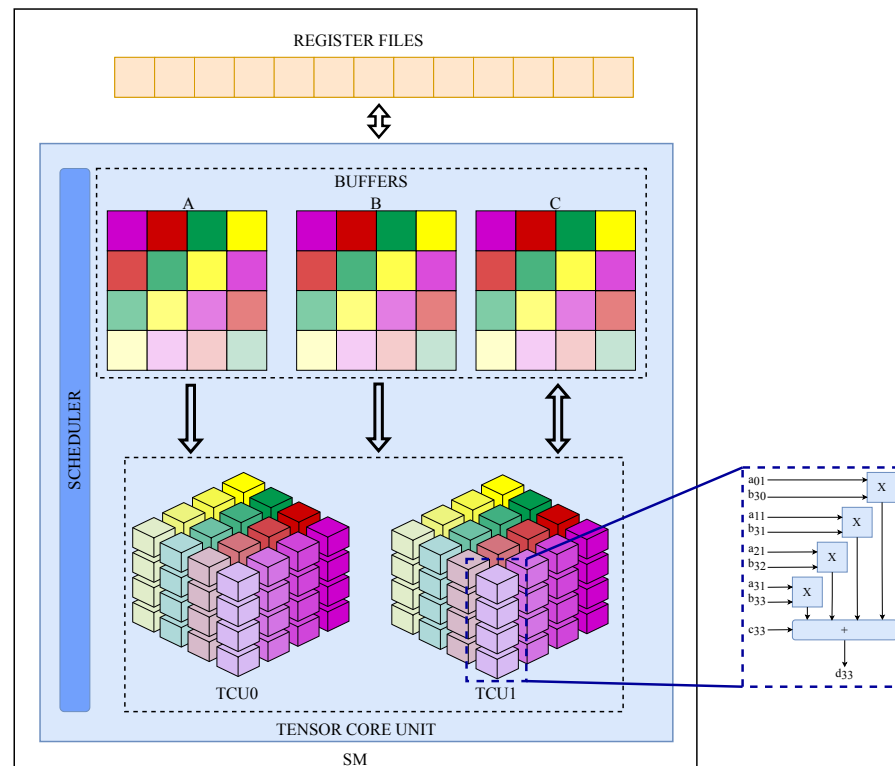 REGISTER FILES
BUFFERS
A B C
SCHEDULER
TCU0 TCU1
TENSOR CORE UNIT
SM
a01
b30
X
a11
b31
X
a21
b32
X
a31
b33
X
c33
+
d33